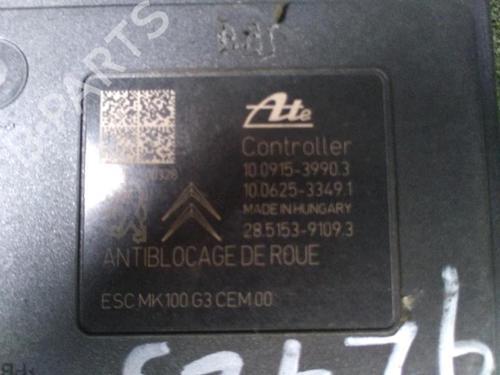 Ate
Controller
10.0915-3990.3
10.0625-3349.1
MADE IN HUNGARY
28.5153-9109.3
ANTIBLOCAGE DE ROUE
ESC MK100 G3 CEM 00